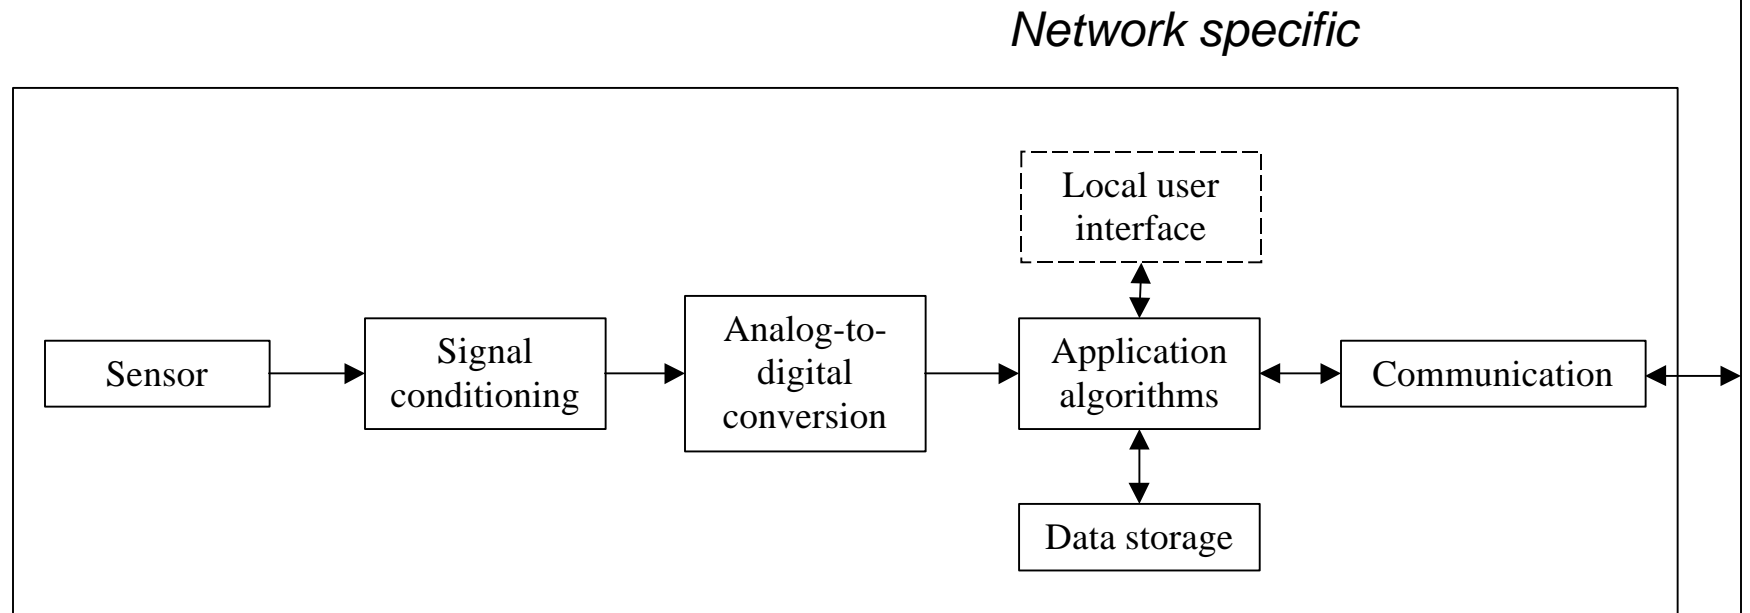 Network specific
Local user
interface
Sensor
Signal
conditioning
Analog-to-
digital
conversion
Application
algorithms
Communication
Data storage